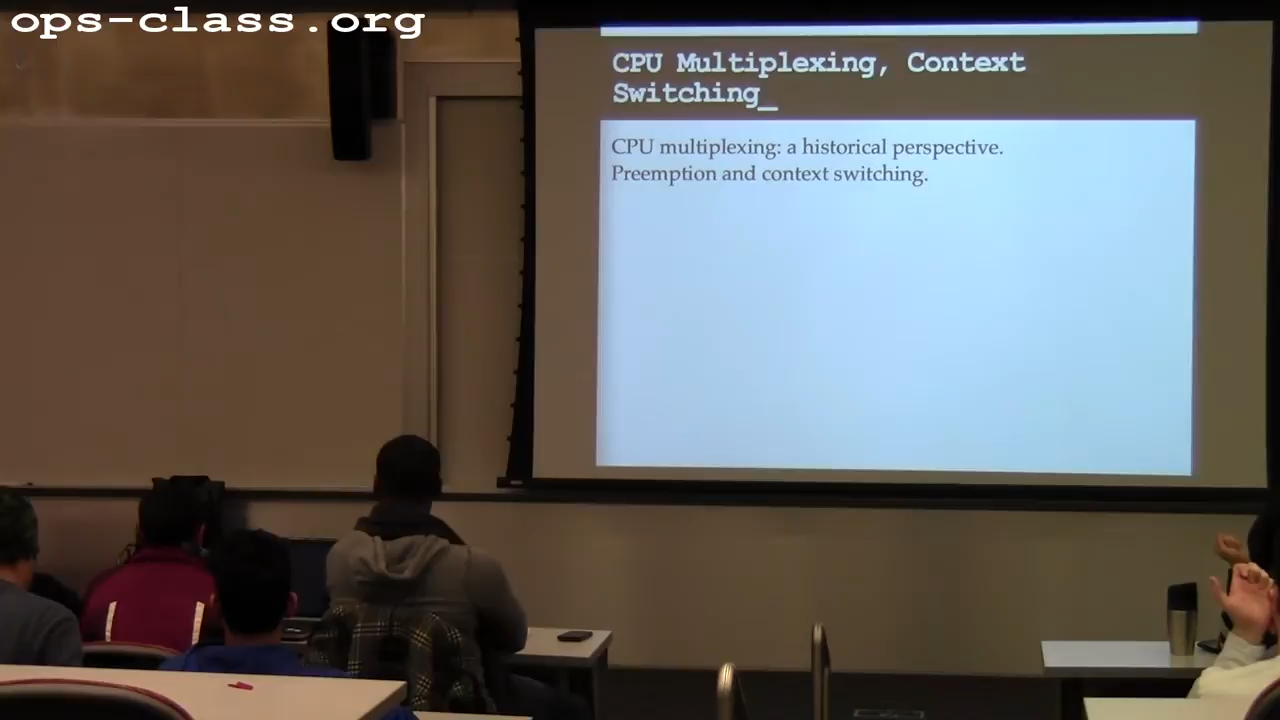 ops-class.org
CPU Multiplexing, Context
Switching_
CPU multiplexing: a historical perspective.
Preemption and context switching.